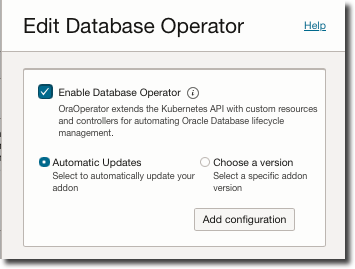 Edit Database Operator
Help
Enable Database Operator
OraOperator extends the Kubernetes API with custom resources
and controllers for automating Oracle Database lifecycle
management.
Automatic Updates
Select to automatically update your
addon
Choose a version
Select a specific addon
version
Add configuration